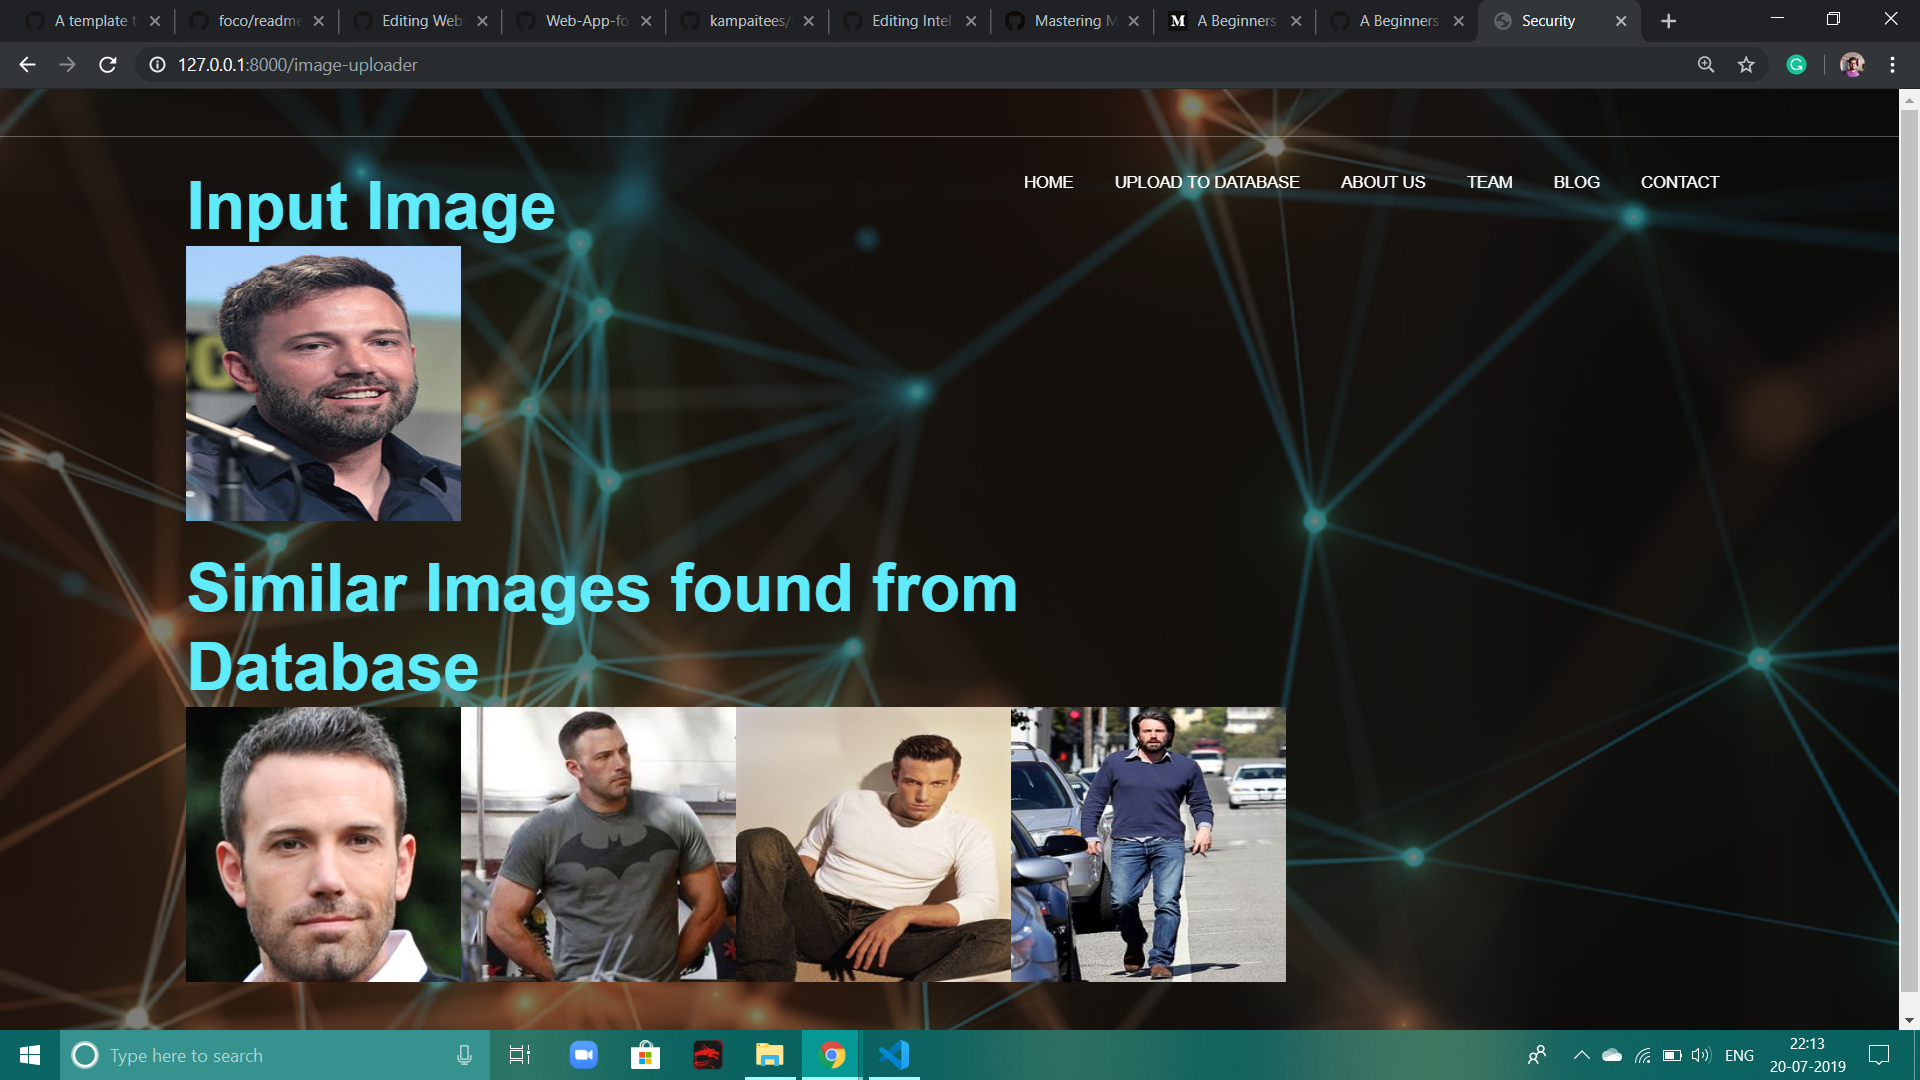 A template t
foco/readme
Editing Web-
Web-App-fo
kampaitees/
Editing Intel-
Mastering M
A Beginners
A Beginners
Security
127.0.0.1:8000/image-uploader
HOME
UPLOAD TO DATABASE
ABOUT US
TEAM
BLOG
CONTACT
Input Image
Similar Images found from
Database
Type here to search
ENG
22:13
20-07-2019